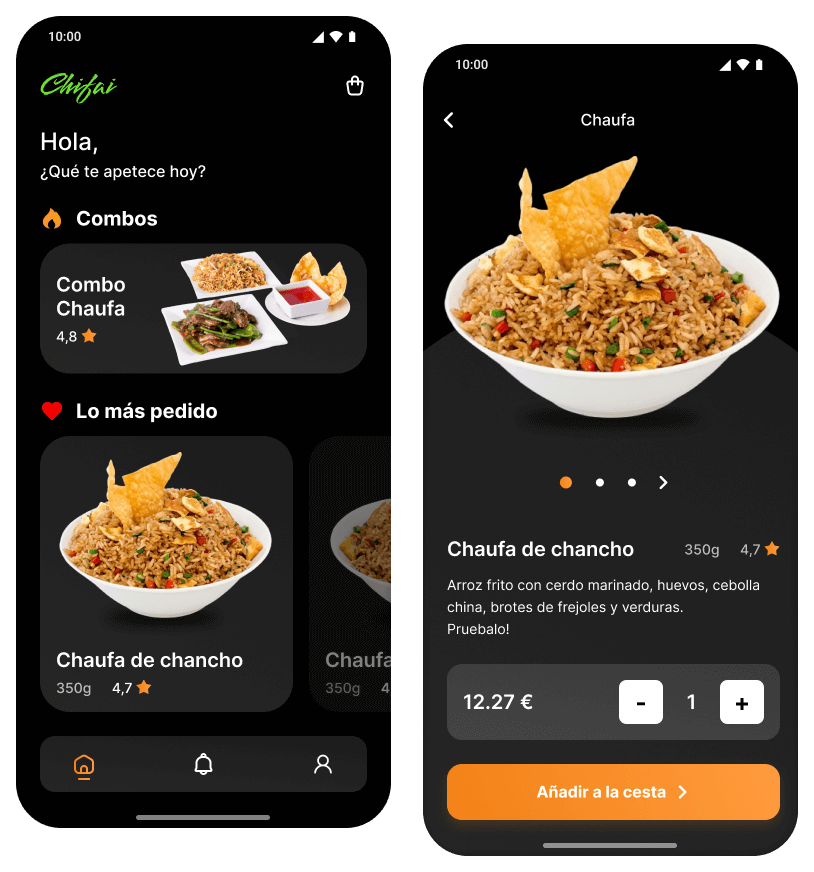 10:00
Chifai
Hola,
¿Qué te apetece hoy?
Combos
Combo
Chaufa
4,8
Lo más pedido
Chaufa de chancho
350g 4,7
Chaufa
350g 4
10:00
Chaufa
Chaufa de chancho 350g 4,7
Arroz frito con cerdo marinado, huevos, cebolla
china, brotes de frejoles y verduras.
Pruebalo!
12.27 € - 1 +
Añadir a la cesta